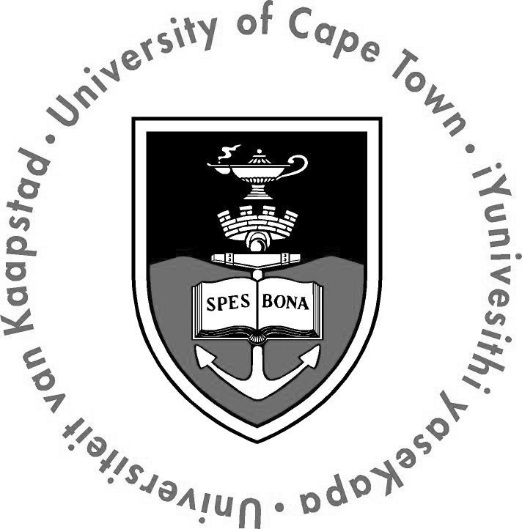 University of Cape Town · iYunivesithi yaseKapa · Universiteit van Kaapstad ·
SPES BONA